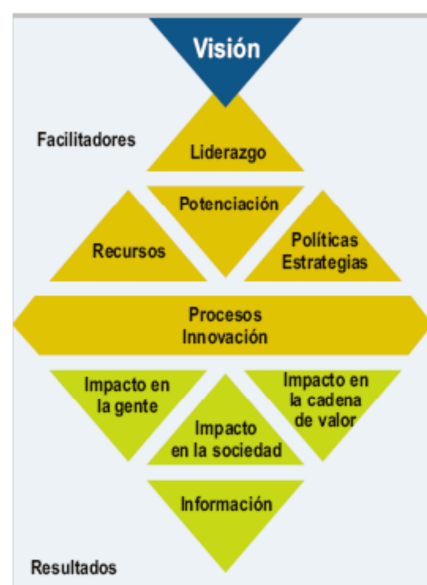 Visión
Facilitadores
Liderazgo
Potenciación
Recursos
Políticas
Estrategias
Procesos
Innovación
Impacto en
la gente
Impacto
en la sociedad
Impacto en
la cadena
de valor
Información
Resultados